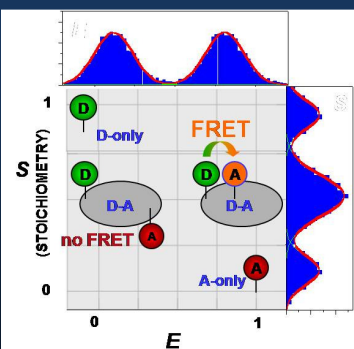 1
D
D-only
FRET
S
(STOICHIOMETRY)
D
D A
D-A
D-A
no FRET
A
A
A-only
0
0
1
E